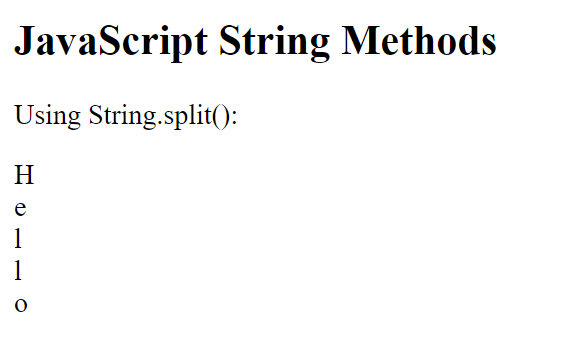 JavaScript String Methods
Using String.split():
H
e
l
l
o